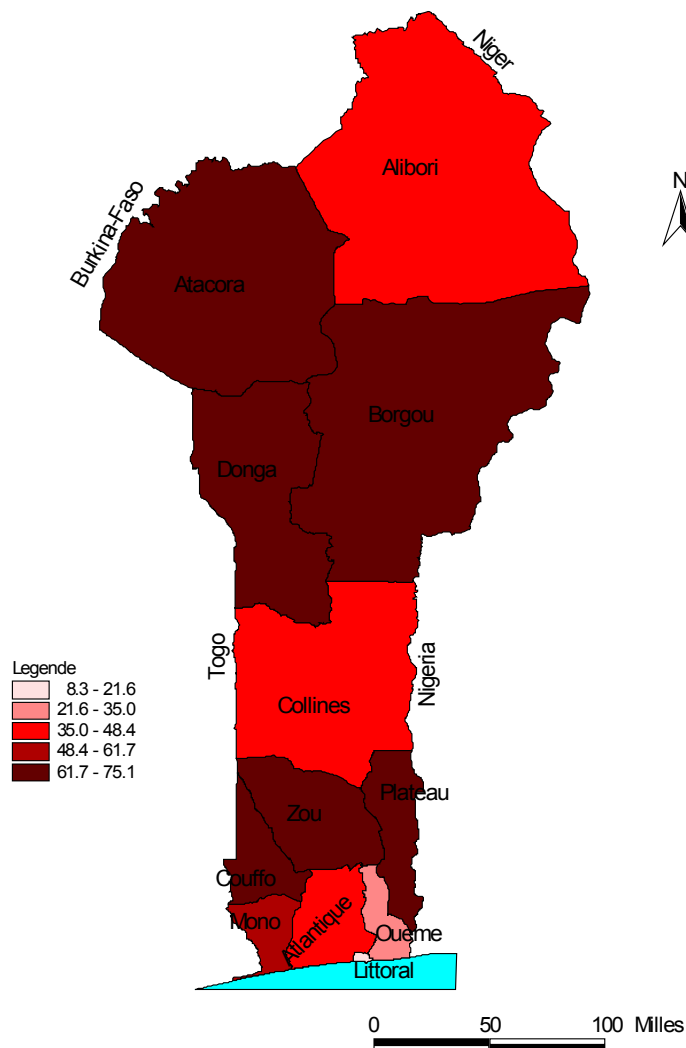 Niger
Alibori
N
Burkina-Faso
Atacora
Borgou
Donga
Togo
Nigeria
Legende
8.3 - 21.6
21.6 - 35.0
35.0 - 48.4
48.4 - 61.7
61.7 - 75.1
Collines
Plateau
Zou
Couffo
Mono
Atlantique
Oueme
Littoral
0 50 100 Milles